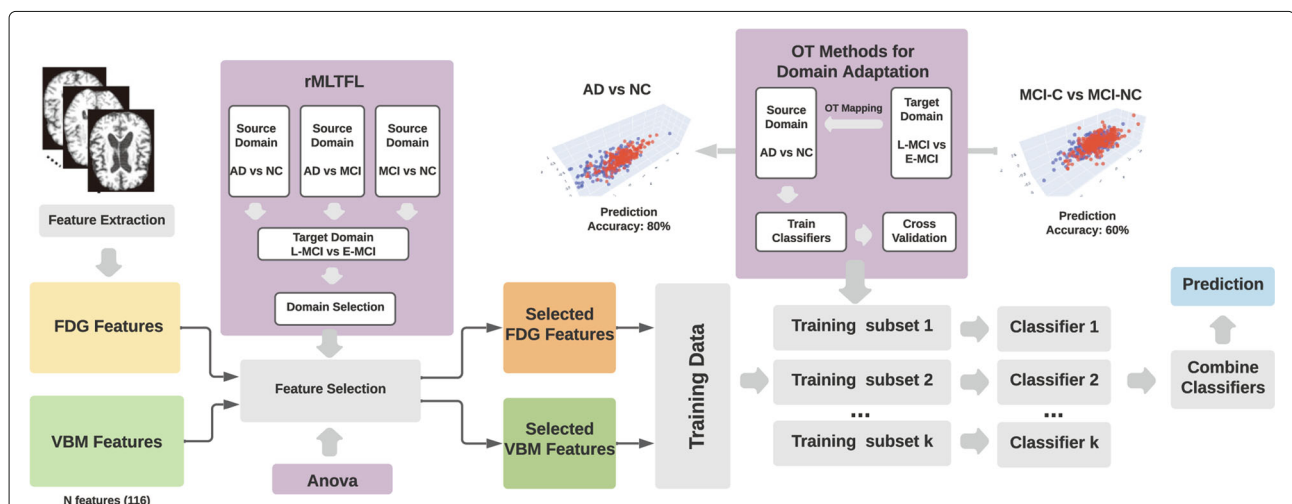 Feature Extraction
FDG Features
VBM Features
N features (116)
rMLTFL
Source
Domain
AD vs NC
Source
Domain
AD vs MCI
Source
Domain
MCI vs NC
Target Domain
L-MCI vs E-MCI
Domain Selection
Feature Selection
Anova
Selected
FDG Features
Selected
VBM Features
Training Data
AD vs NC
Prediction
Accuracy: 80%
OT Methods for
Domain Adaptation
Source
Domain
AD vs NC
OT Mapping
Target
Domain
L-MCI vs
E-MCI
Train
Classifiers
Cross
Validation
MCI-C vs MCI-NC
Prediction
Accuracy: 60%
Training subset 1
Classifier 1
Training subset 2
Classifier 2
...
...
Training subset k
Classifier k
Combine
Classifiers
Prediction